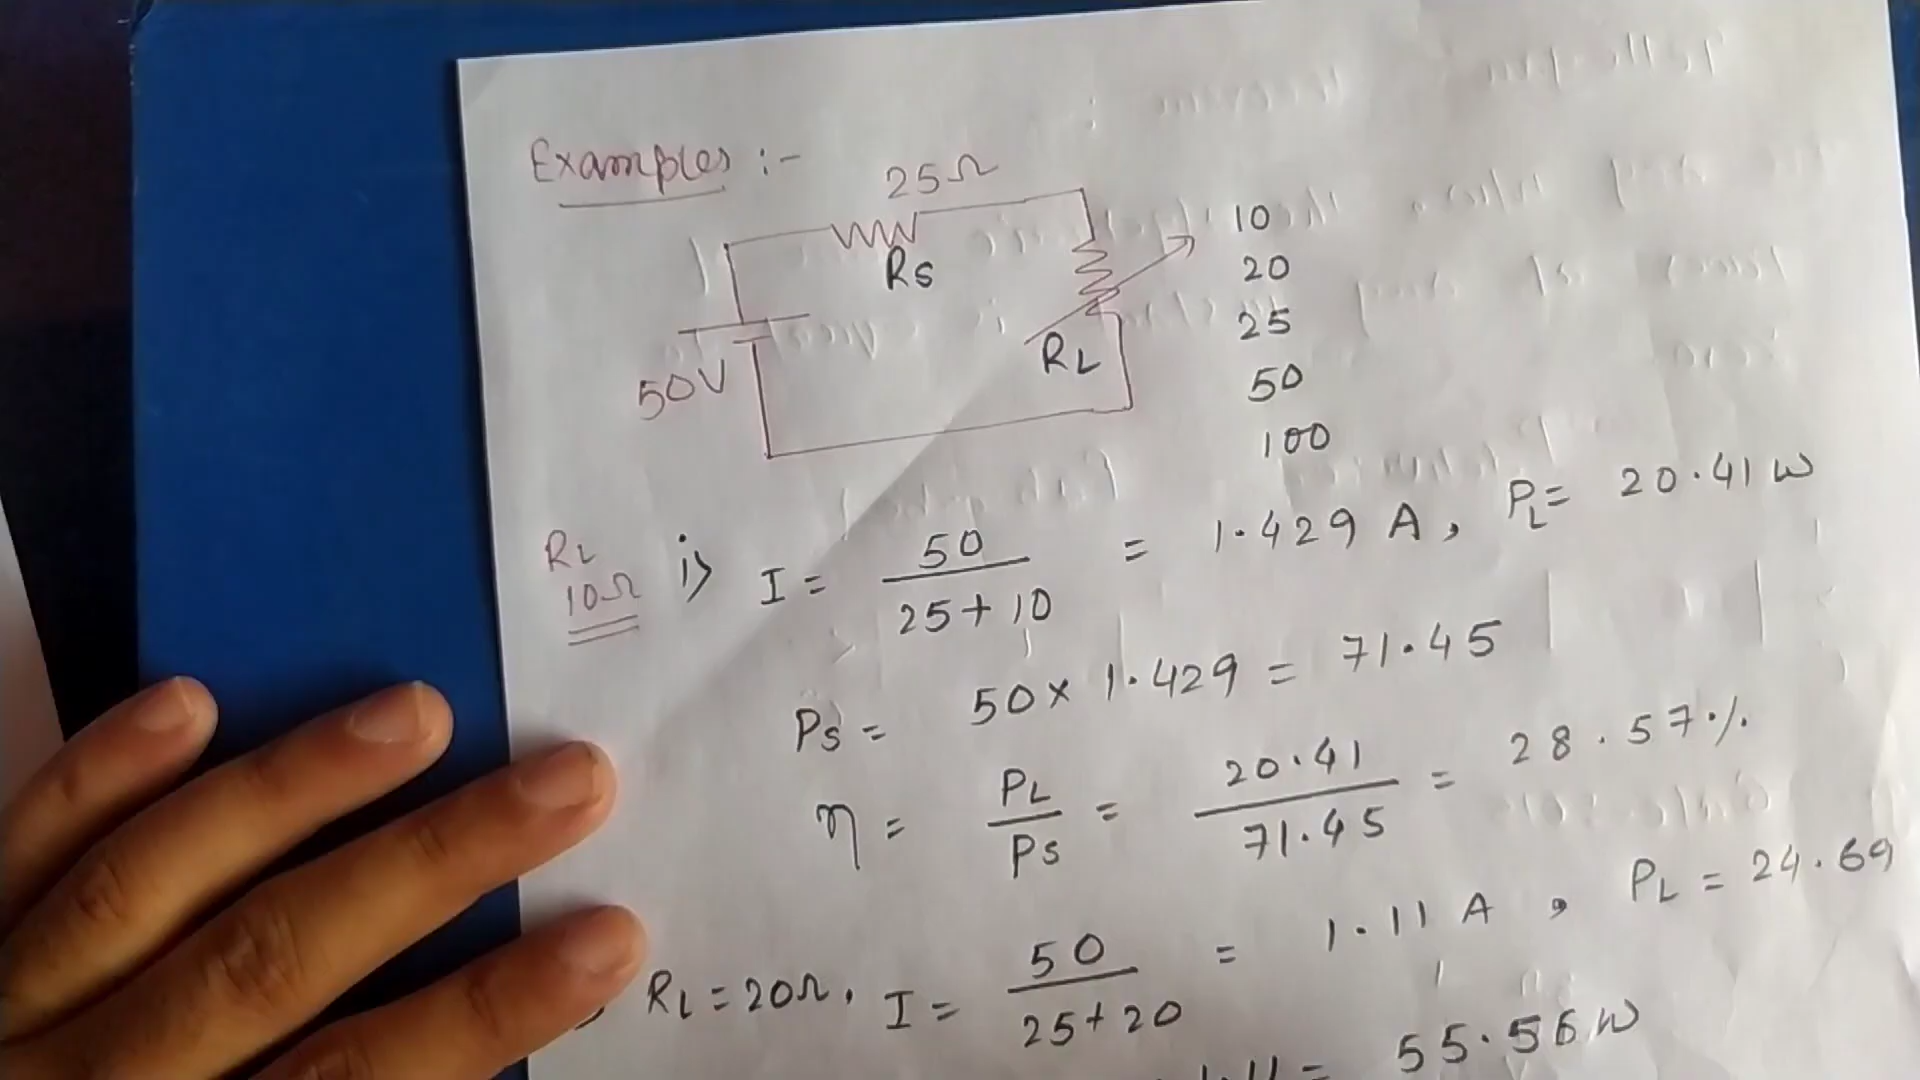 Examples :-
25Ω
Rs
50V
RL
10
20
25
50
100
RL
10Ω
i) I = 50 / 25+10 = 1.429 A, PL = 20.41 W
Ps = 50 x 1.429 = 71.45
η = PL / Ps = 20.41 / 71.45 = 28.57%
RL = 20Ω. I = 50 / 25+20 = 1.11 A, PL = 24.69
= 55.56 W